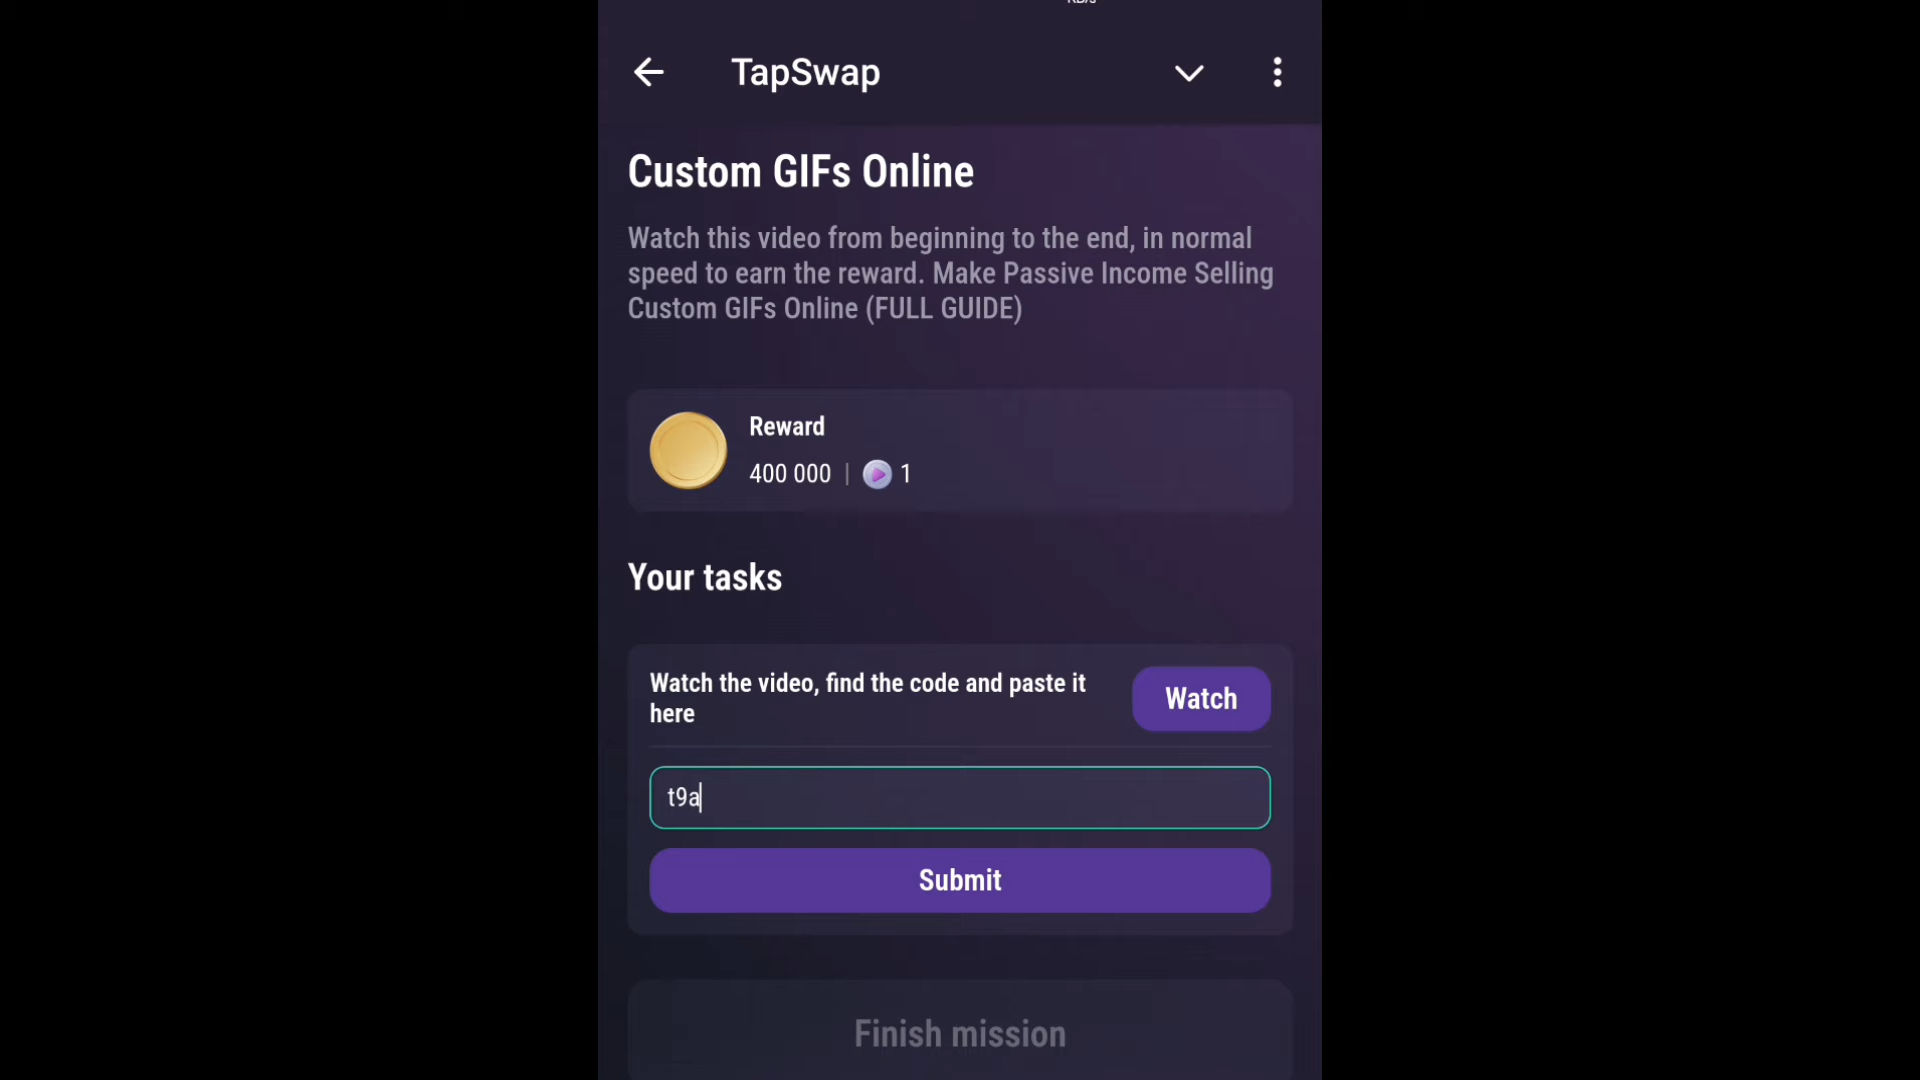 TapSwap
Custom GIFs Online
Watch this video from beginning to the end, in normal
speed to earn the reward. Make Passive Income Selling
Custom GIFs Online (FULL GUIDE)
Reward
400 000 | 1
Your tasks
Watch the video, find the code and paste it
here
Watch
t9a
Submit
Finish mission